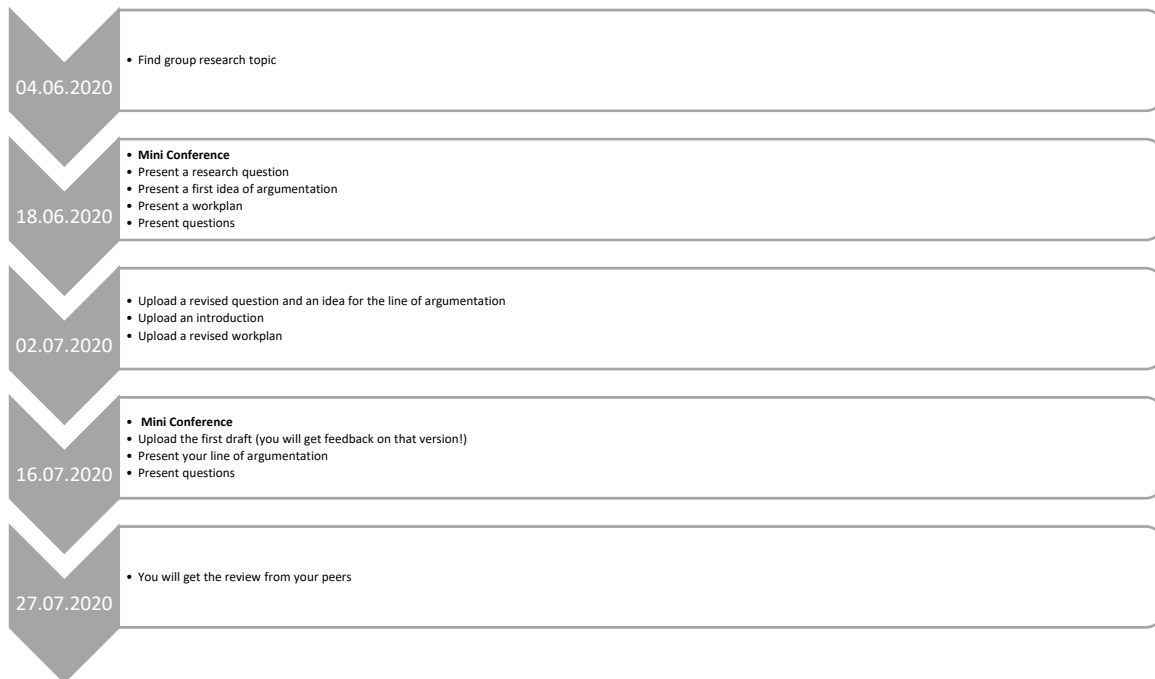 04.06.2020
• Find group research topic
18.06.2020
• Mini Conference
• Present a research question
• Present a first idea of argumentation
• Present a workplan
• Present questions
02.07.2020
• Upload a revised question and an idea for the line of argumentation
• Upload an introduction
• Upload a revised workplan
16.07.2020
• Mini Conference
• Upload the first draft (you will get feedback on that version!)
• Present your line of argumentation
• Present questions
27.07.2020
• You will get the review from your peers